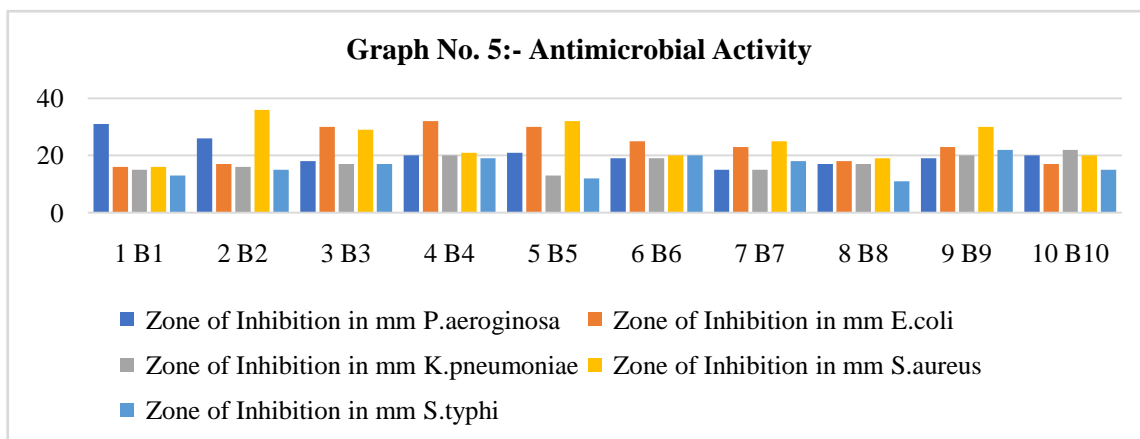 Graph No. 5:- Antimicrobial Activity
40
20
0
1 B1 2 B2 3 B3 4 B4 5 B5 6 B6 7 B7 8 B8 9 B9 10 B10
Zone of Inhibition in mm P.aeroginosa Zone of Inhibition in mm E.coli
Zone of Inhibition in mm K.pneumoniae Zone of Inhibition in mm S.aureus
Zone of Inhibition in mm S.typhi